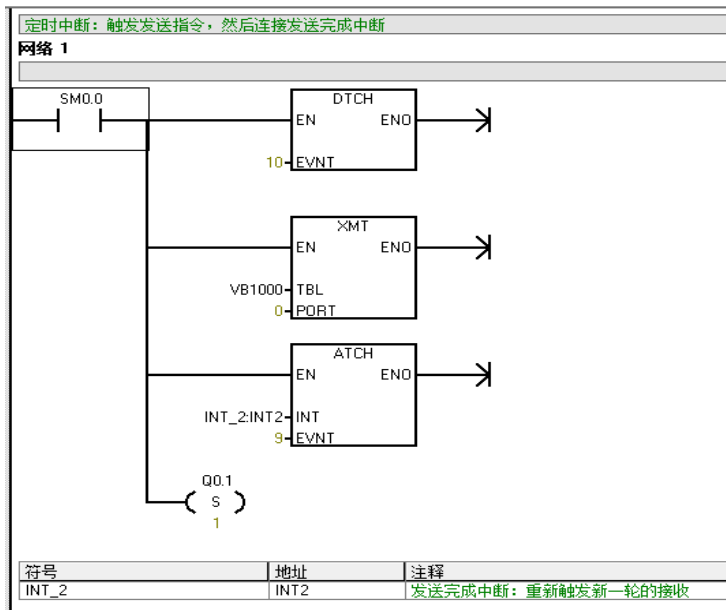 定时中断：触发发送指令，然后连接发送完成中断
网络 1
SM0.0
DTCH
EN ENO
10 EVNT
XMT
EN ENO
VB1000 TBL
0 PORT
ATCH
EN ENO
INT_2:INT2 INT
9 EVNT
Q0.1
S
1
符号 地址 注释
INT_2 INT2 发送完成中断：重新触发新一轮的接收